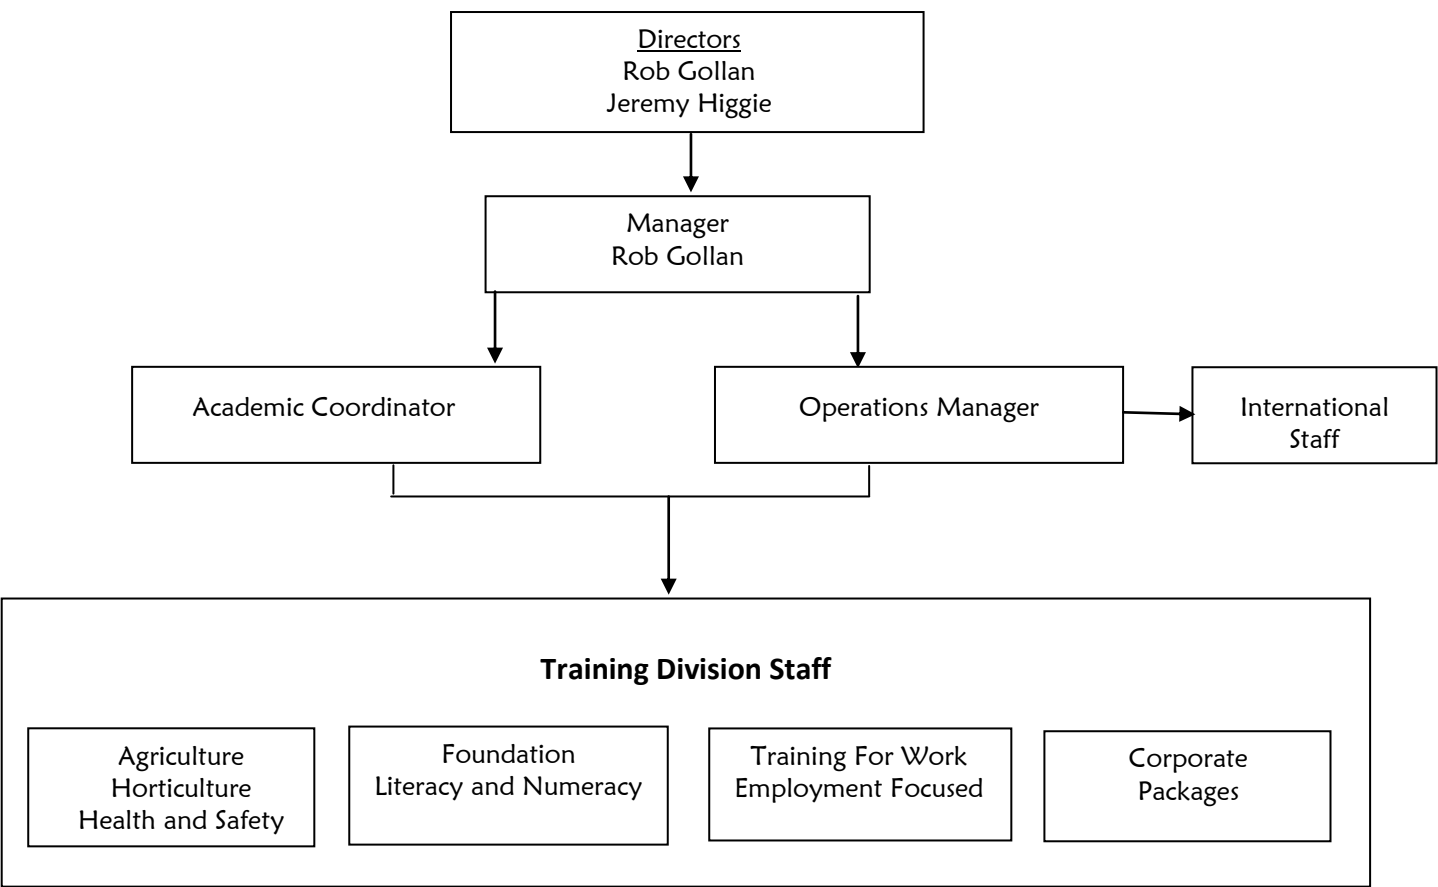 Directors
Rob Gollan
Jeremy Higgie
Manager
Rob Gollan
Academic Coordinator
Operations Manager
International
Staff
Training Division Staff
Agriculture
Horticulture
Health and Safety
Foundation
Literacy and Numeracy
Training For Work
Employment Focused
Corporate
Packages